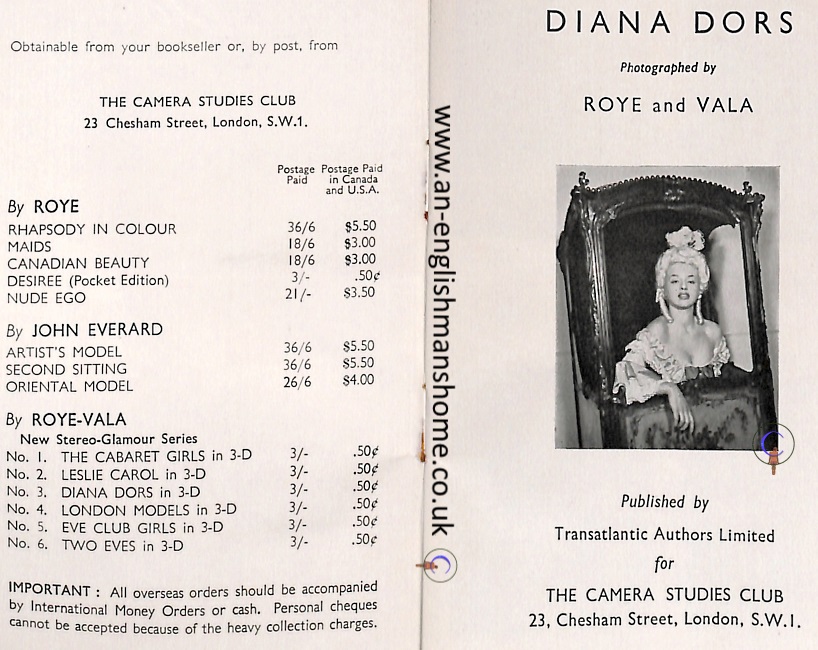 Obtainable from your bookseller or, by post, from
THE CAMERA STUDIES CLUB
23 Chesham Street, London, S.W.1.
Postage Paid Postage Paid in Canada and U.S.A.
By ROYE
RHAPSODY IN COLOUR 36/6 $5.50
MAIDS 18/6 $3.00
CANADIAN BEAUTY 18/6 $3.00
DESIREE (Pocket Edition) 3/- .50¢
NUDE EGO 21/- $3.50
By JOHN EVERARD
ARTIST'S MODEL 36/6 $5.50
SECOND SITTING 36/6 $5.50
ORIENTAL MODEL 26/6 $4.00
By ROYE-VALA
New Stereo-Glamour Series
No. 1. THE CABARET GIRLS in 3-D 3/- .50¢
No. 2. LESLIE CAROL in 3-D 3/- .50¢
No. 3. DIANA DORS in 3-D 3/- .50¢
No. 4. LONDON MODELS in 3-D 3/- .50¢
No. 5. EVE CLUB GIRLS in 3-D 3/- .50¢
No. 6. TWO EVES in 3-D 3/- .50¢
IMPORTANT : All overseas orders should be accompanied
by International Money Orders or cash. Personal cheques
cannot be accepted because of the heavy collection charges.
www.an-englishmanshome.co.uk
DIANA DORS
Photographed by
ROYE and VALA
Published by
Transatlantic Authors Limited
for
THE CAMERA STUDIES CLUB
23, Chesham Street, London, S.W.1.